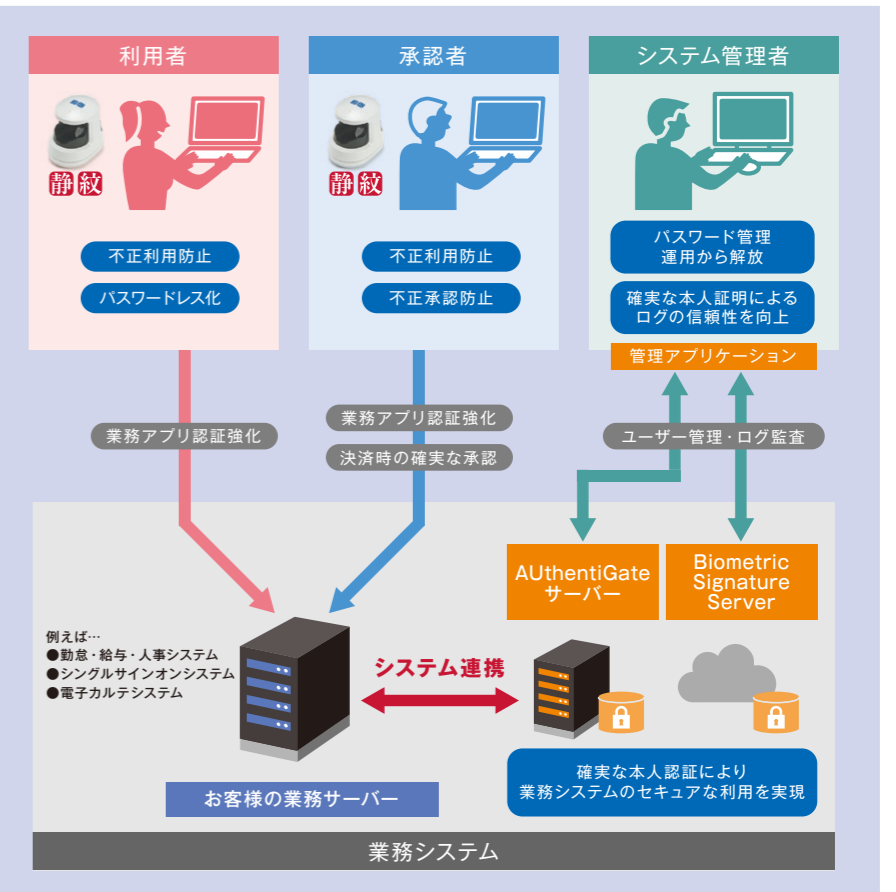 利用者
静紋
不正利用防止
パスワードレス化
承認者
静紋
不正利用防止
不正承認防止
システム管理者
パスワード管理
運用から解放
確実な本人証明による
ログの信頼性を向上
管理アプリケーション
業務アプリ認証強化
業務アプリ認証強化
決済時の確実な承認
ユーザー管理・ログ監査
AUthentiGate
サーバー
Biometric
Signature
Server
例えば…
●勤怠・給与・人事システム
●シングルサインオンシステム
●電子カルテシステム
システム連携
お客様の業務サーバー
確実な本人認証により
業務システムのセキュアな利用を実現
業務システム